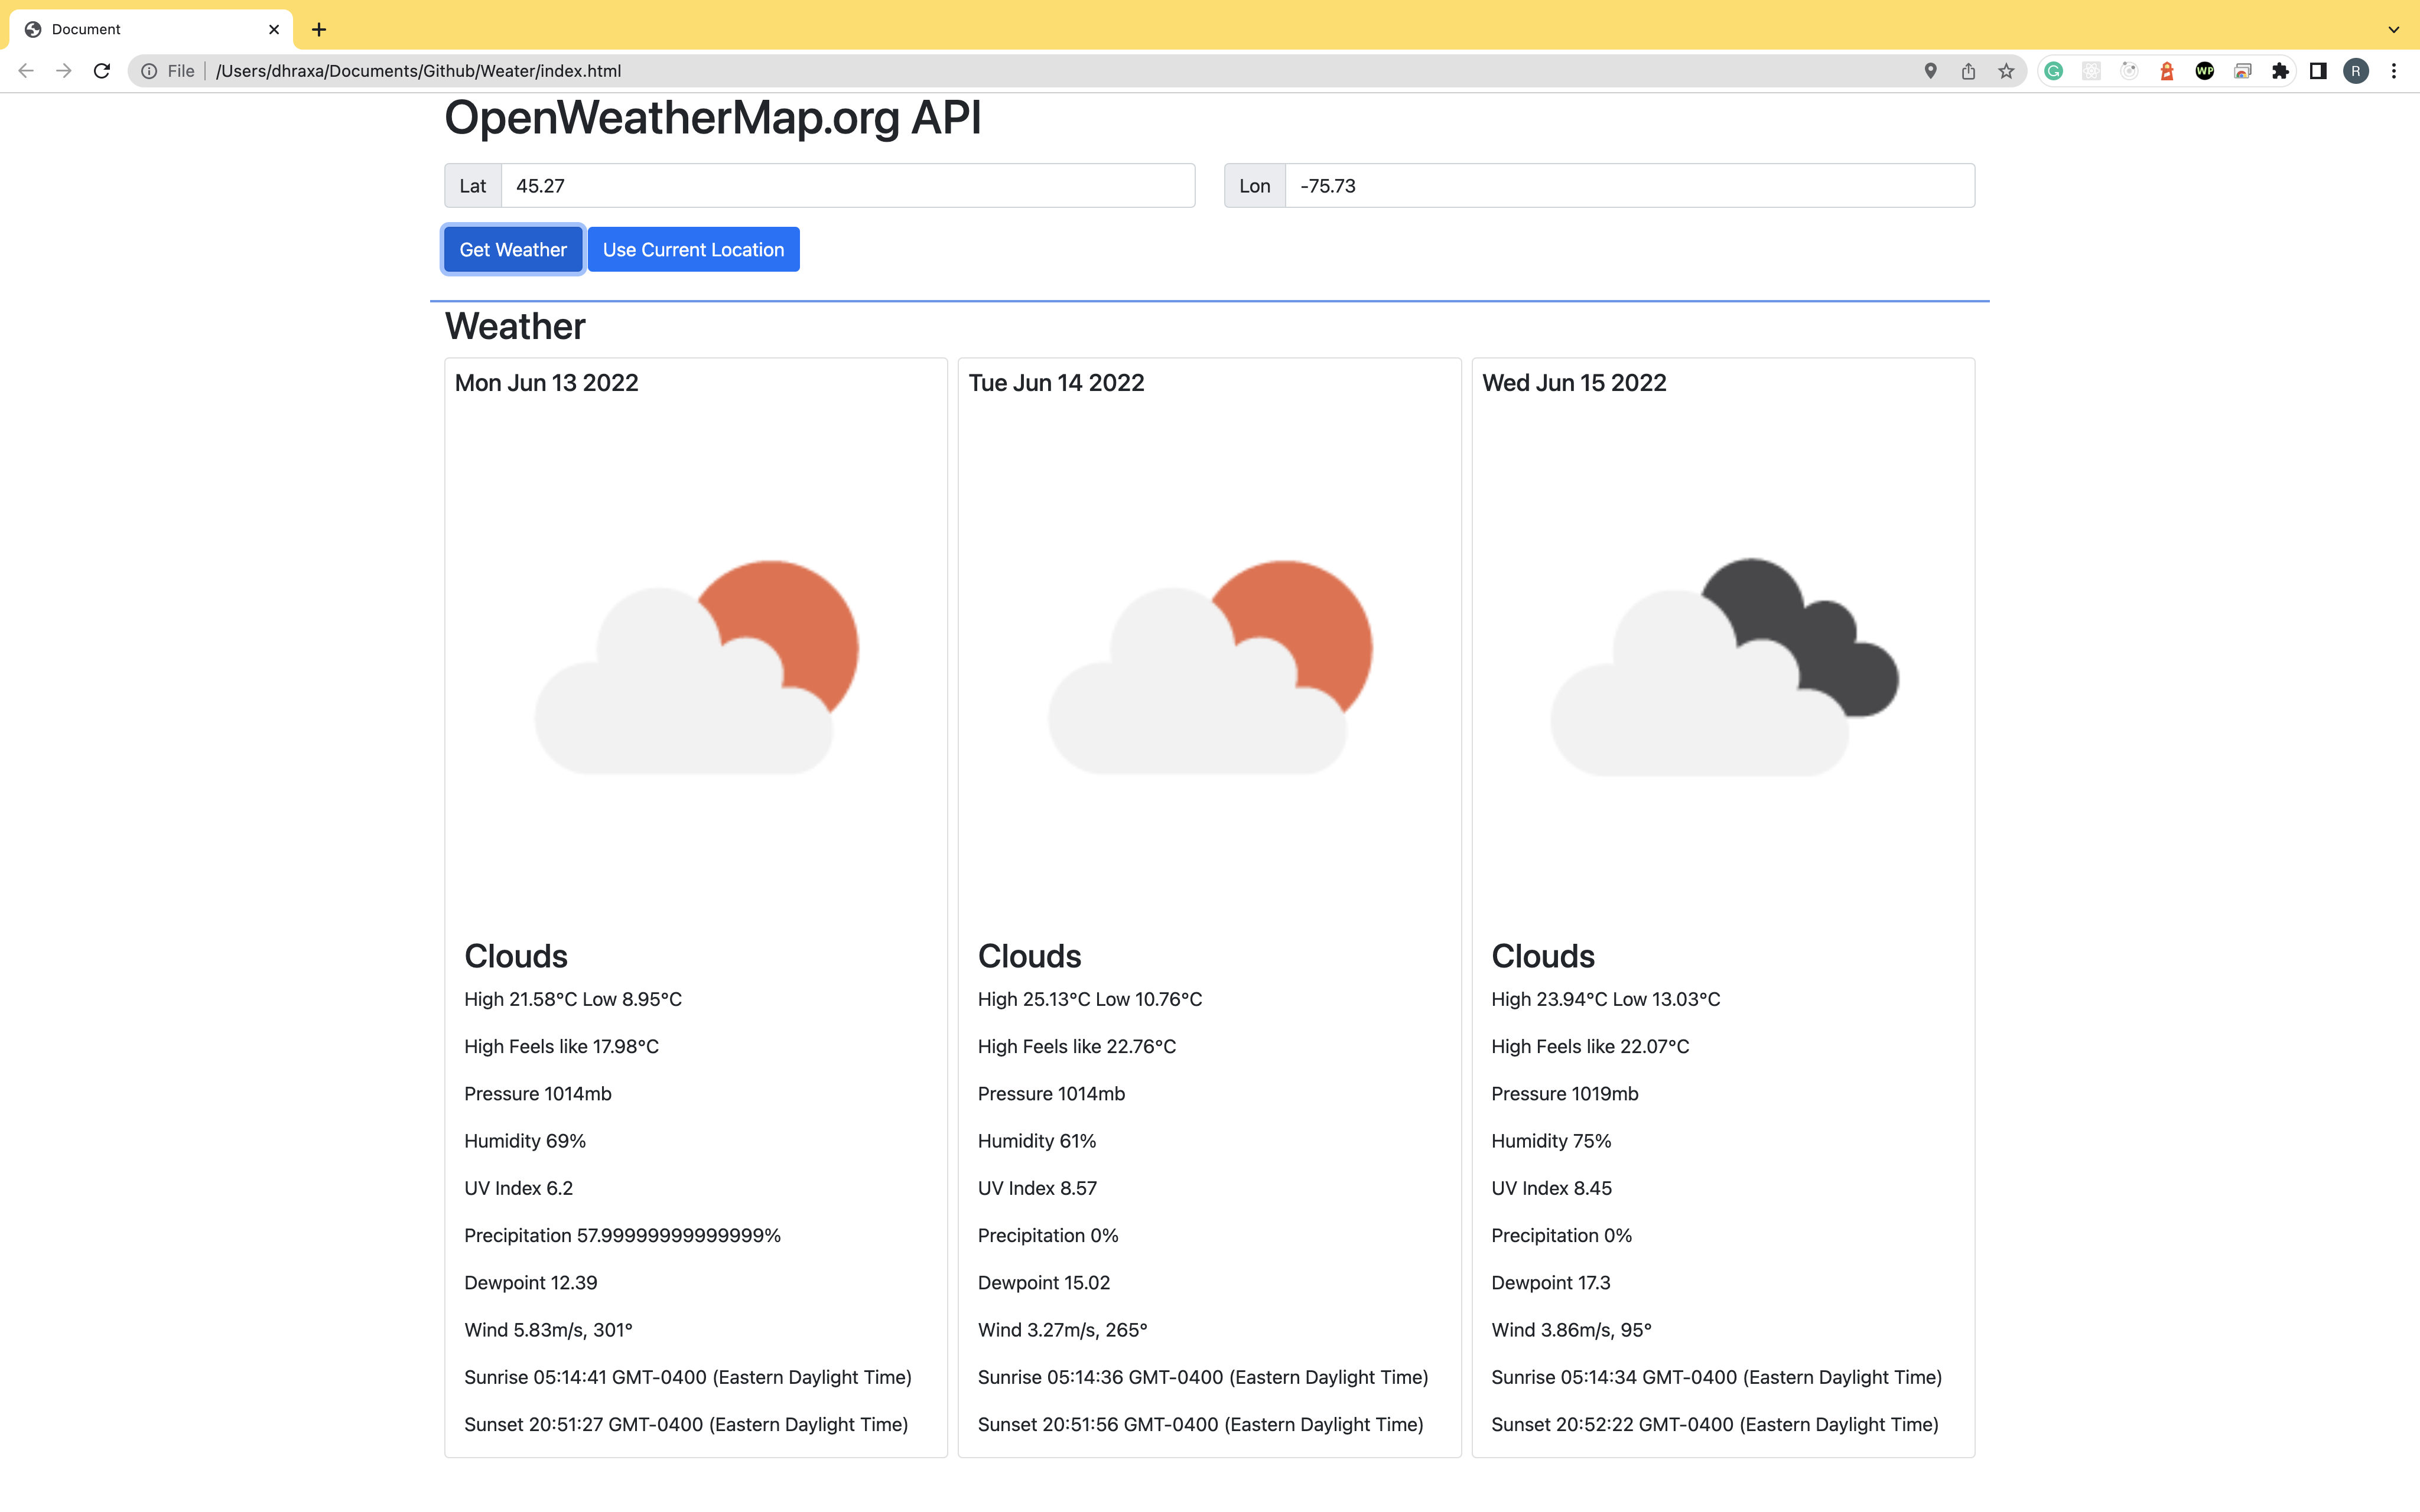 Document
File /Users/dhraxa/Documents/Github/Weater/index.html
WP
R
OpenWeatherMap.org API
Lat 45.27 Lon -75.73
Get Weather Use Current Location
Weather
Mon Jun 13 2022
Clouds
High 21.58°C Low 8.95°C
High Feels like 17.98°C
Pressure 1014mb
Humidity 69%
UV Index 6.2
Precipitation 57.99999999999999%
Dewpoint 12.39
Wind 5.83m/s, 301°
Sunrise 05:14:41 GMT-0400 (Eastern Daylight Time)
Sunset 20:51:27 GMT-0400 (Eastern Daylight Time)
Tue Jun 14 2022
Clouds
High 25.13°C Low 10.76°C
High Feels like 22.76°C
Pressure 1014mb
Humidity 61%
UV Index 8.57
Precipitation 0%
Dewpoint 15.02
Wind 3.27m/s, 265°
Sunrise 05:14:36 GMT-0400 (Eastern Daylight Time)
Sunset 20:51:56 GMT-0400 (Eastern Daylight Time)
Wed Jun 15 2022
Clouds
High 23.94°C Low 13.03°C
High Feels like 22.07°C
Pressure 1019mb
Humidity 75%
UV Index 8.45
Precipitation 0%
Dewpoint 17.3
Wind 3.86m/s, 95°
Sunrise 05:14:34 GMT-0400 (Eastern Daylight Time)
Sunset 20:52:22 GMT-0400 (Eastern Daylight Time)